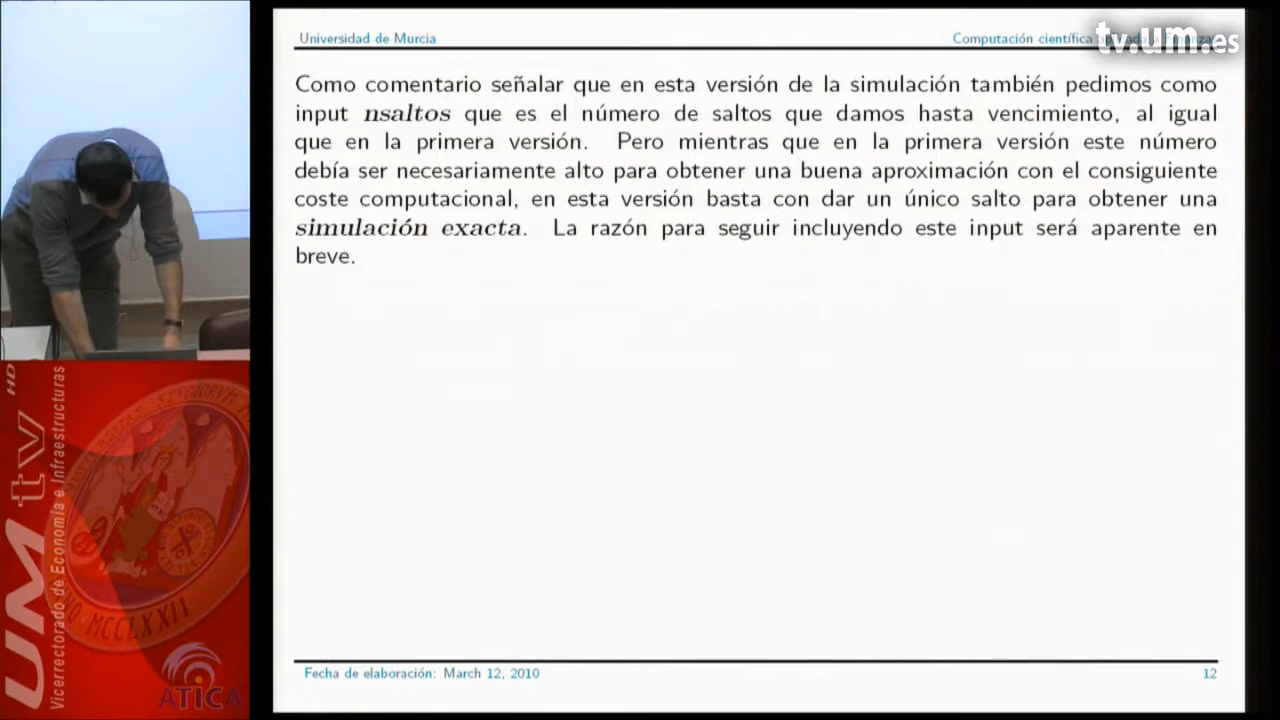 Universidad de Murcia
Computación científica
tv.um.es
Como comentario señalar que en esta versión de la simulación también pedimos como
input nsaltos que es el número de saltos que damos hasta vencimiento, al igual
que en la primera versión. Pero mientras que en la primera versión este número
debía ser necesariamente alto para obtener una buena aproximación con el consiguiente
coste computacional, en esta versión basta con dar un único salto para obtener una
simulación exacta. La razón para seguir incluyendo este input será aparente en
breve.
Fecha de elaboración: March 12, 2010
12
UMtv HD
Vicerrectorado de Economía e Infraestructuras
MCCLXXII
ATICA